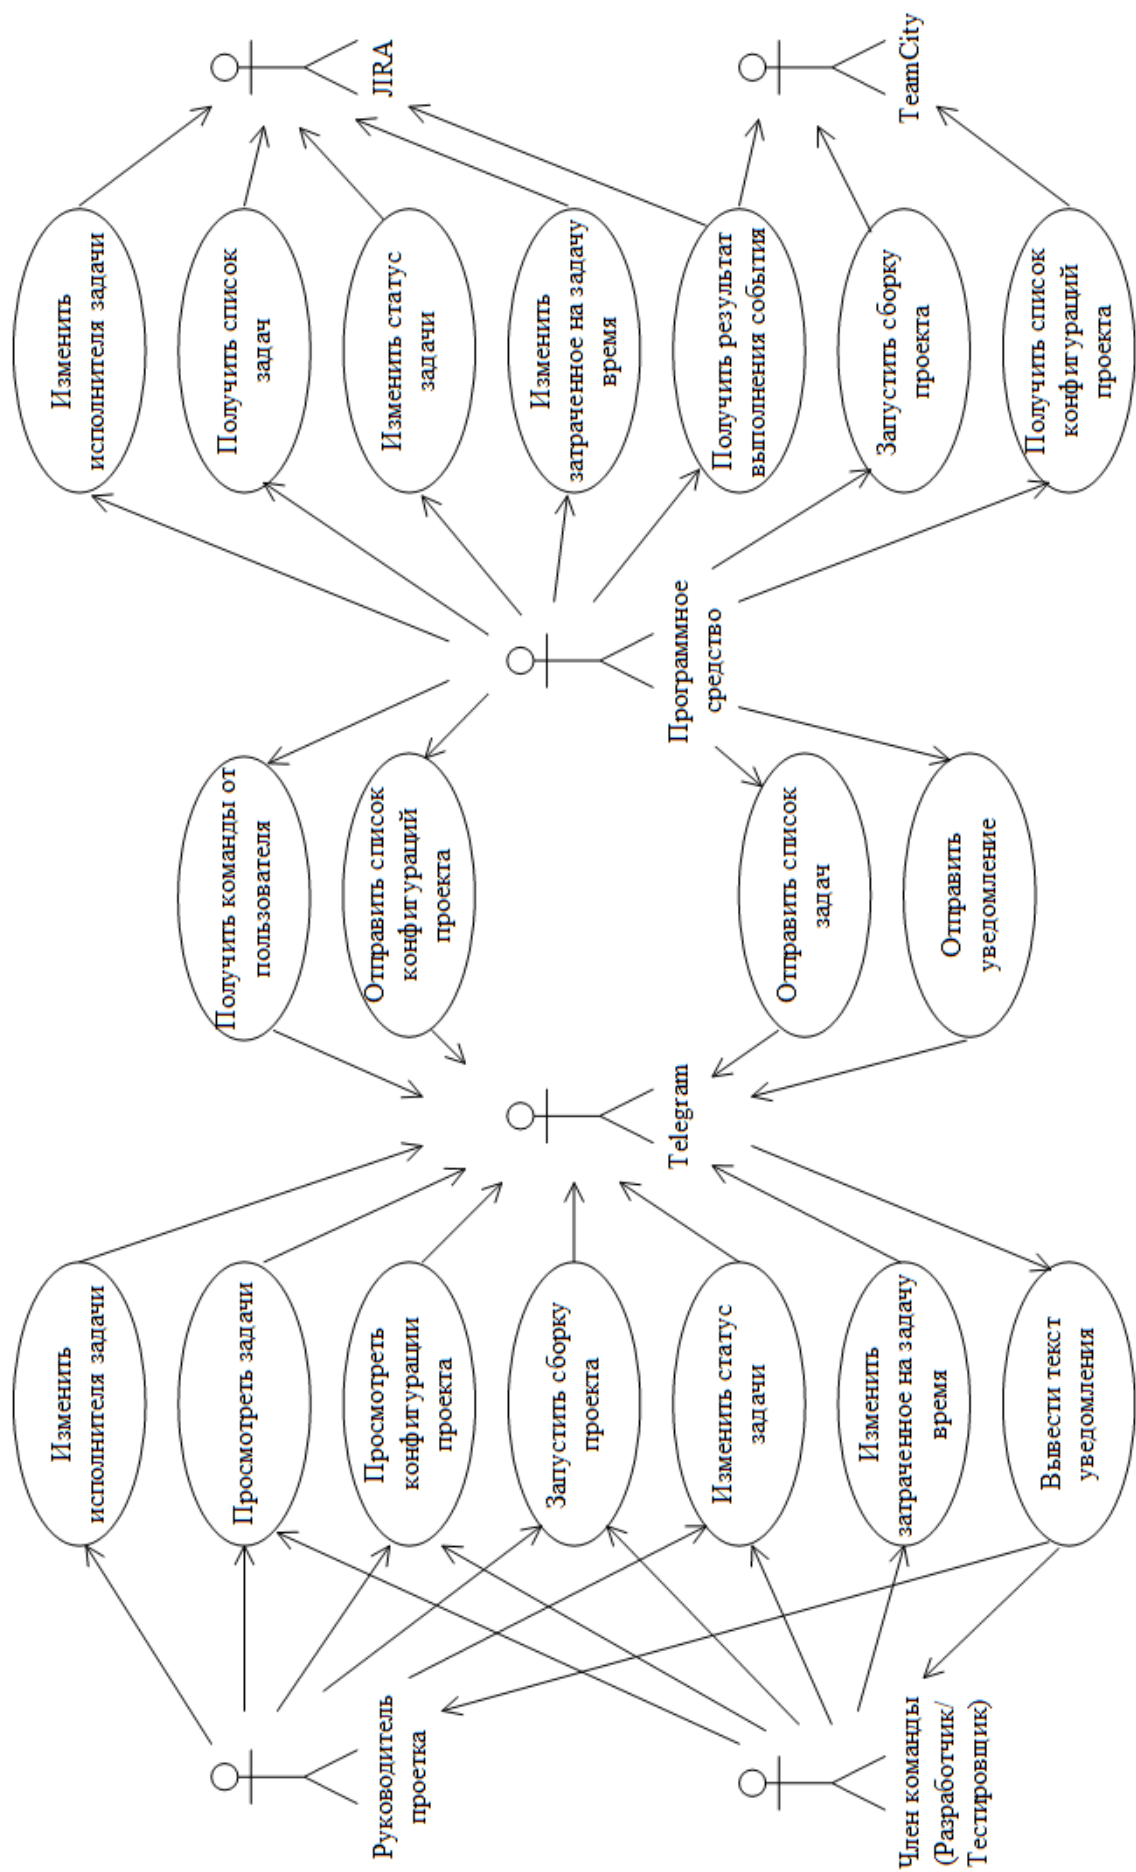 Руководитель
проетка
Член команды
(Разработчик/
Тестировщик)
Изменить
исполнителя задачи
Просмотреть задачи
Просмотреть
конфигурации
проекта
Запустить сборку
проекта
Изменить статус
задачи
Изменить
затраченное на задачу
время
Вывести текст
уведомления
Telegram
Получить команды от
пользователя
Отправить список
конфигураций
проекта
Отправить список
задач
Отправить
уведомление
Программное
средство
Изменить
исполнителя задачи
Получить список
задач
Изменить статус
задачи
Изменить
затраченное на задачу
время
Получить результат
выполнения события
Запустить сборку
проекта
Получить список
конфигураций
проекта
JIRA
TeamCity